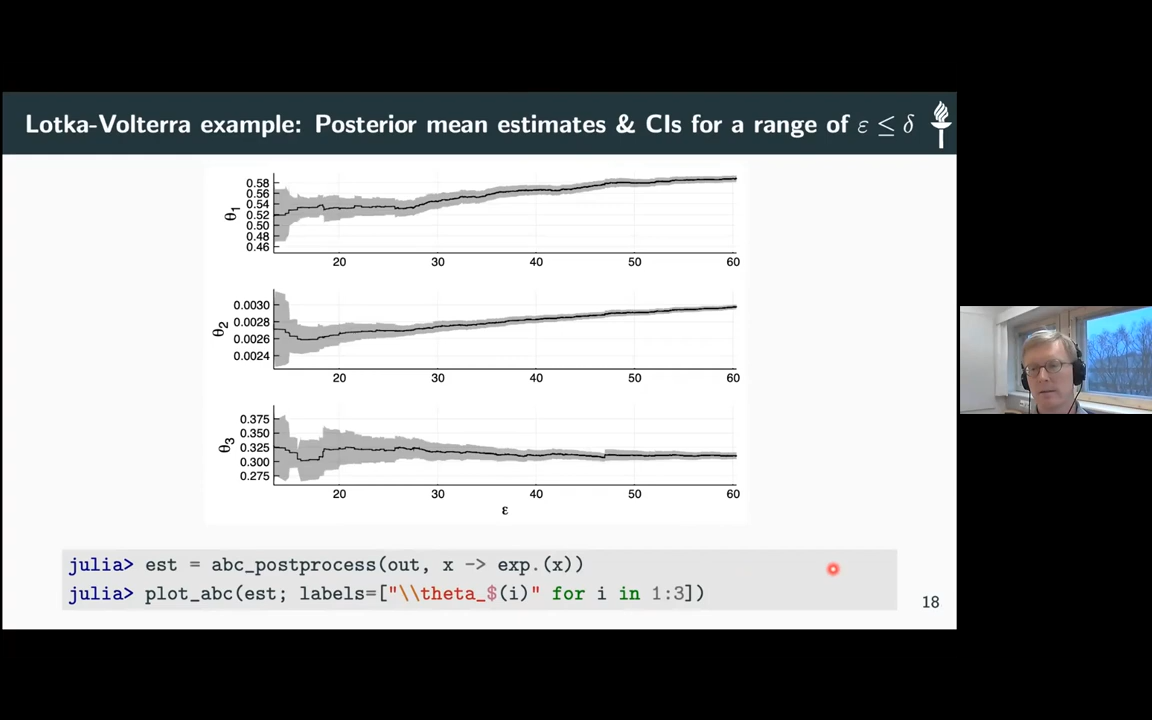 Lotka-Volterra example: Posterior mean estimates & CIs for a range of ε ≤ δ
θ1
0.58
0.56
0.54
0.52
0.50
0.48
0.46
20 30 40 50 60
θ2
0.0030
0.0028
0.0026
0.0024
20 30 40 50 60
θ3
0.375
0.350
0.325
0.300
0.275
20 30 40 50 60
ε
julia> est = abc_postprocess(out, x -> exp.(x))
julia> plot_abc(est; labels=["\\theta_$(i)" for i in 1:3])
18